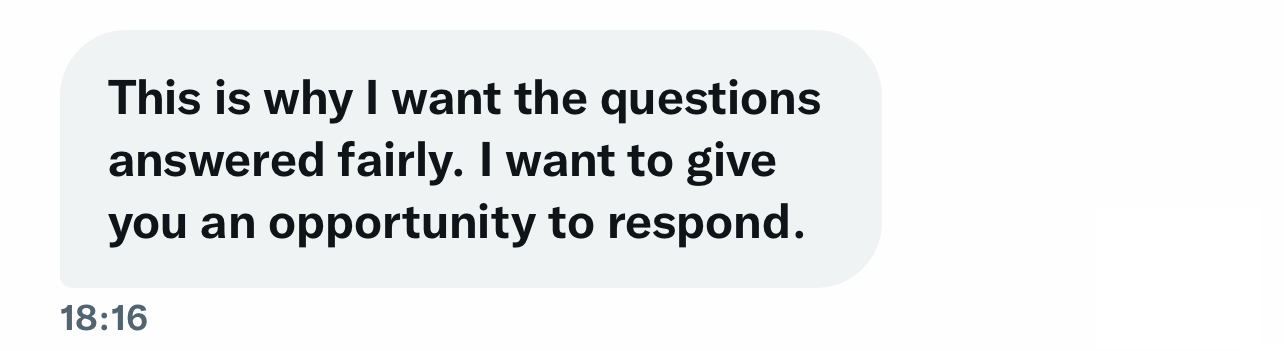 This is why I want the questions
answered fairly. I want to give
you an opportunity to respond.
18:16